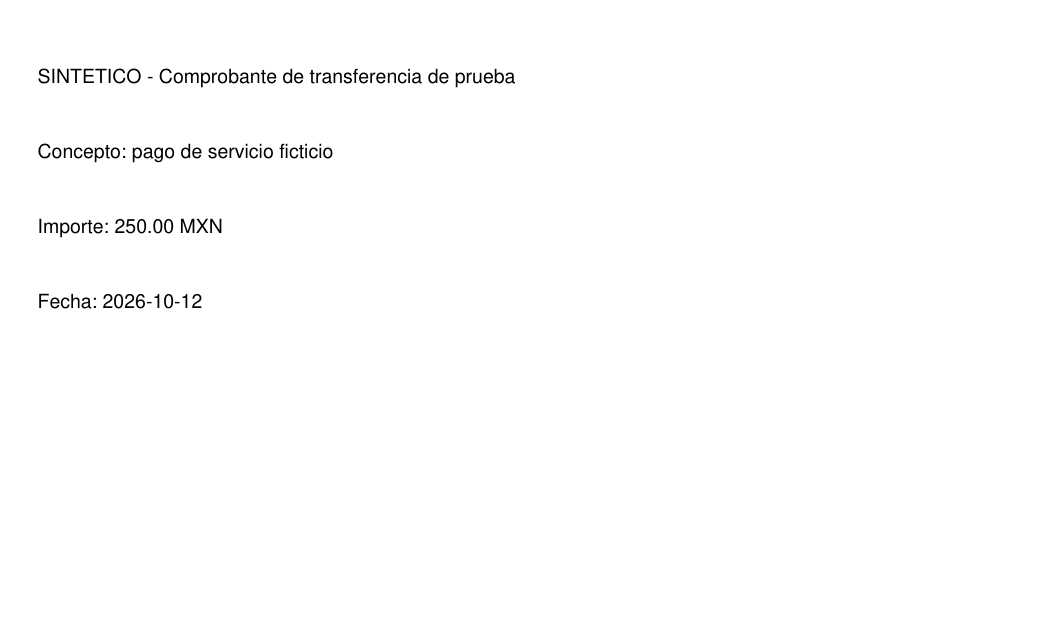 SINTETICO - Comprobante de transferencia de prueba
Concepto: pago de servicio ficticio
Importe: 250.00 MXN
Fecha: 2026-10-12